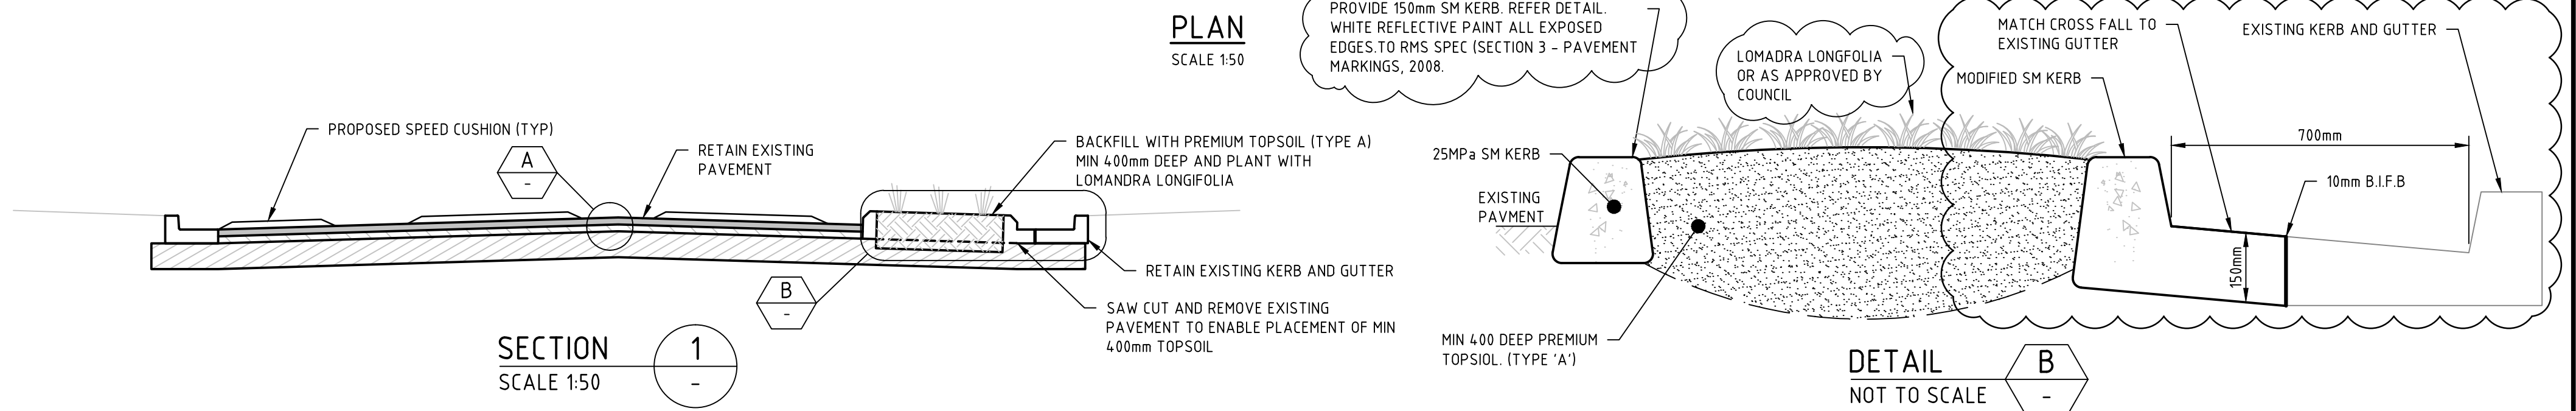 PLAN
SCALE 1:50
PROPOSED SPEED CUSHION (TYP)
A
-
RETAIN EXISTING
PAVEMENT
BACKFILL WITH PREMIUM TOPSOIL (TYPE A)
MIN 400mm DEEP AND PLANT WITH
LOMANDRA LONGIFOLIA
RETAIN EXISTING KERB AND GUTTER
B
-
SAW CUT AND REMOVE EXISTING
PAVEMENT TO ENABLE PLACEMENT OF MIN
400mm TOPSOIL
SECTION
SCALE 1:50
1
-
PROVIDE 150mm SM KERB. REFER DETAIL.
WHITE REFLECTIVE PAINT ALL EXPOSED
EDGES.TO RMS SPEC (SECTION 3 - PAVEMENT
MARKINGS, 2008.
LOMADRA LONGFOLIA
OR AS APPROVED BY
COUNCIL
MATCH CROSS FALL TO
EXISTING GUTTER
EXISTING KERB AND GUTTER
MODIFIED SM KERB
700mm
25MPa SM KERB
10mm B.I.F.B
EXISTING
PAVMENT
150mm
MIN 400 DEEP PREMIUM
TOPSIOL. (TYPE 'A')
DETAIL
NOT TO SCALE
B
-